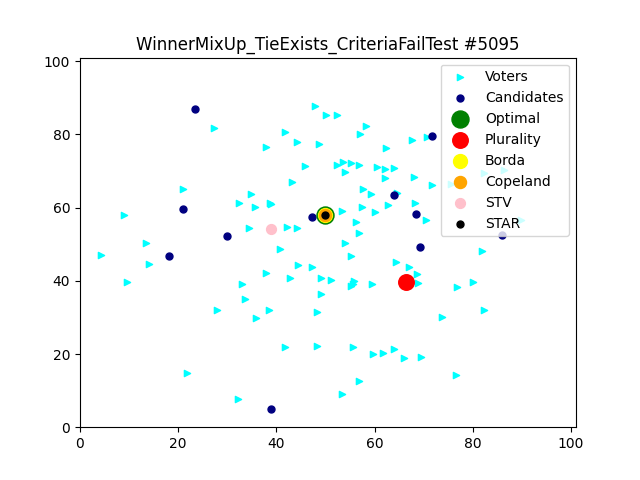 WinnerMixUp_TieExists_CriteriaFailTest #5095
100
80
60
40
20
0
0 20 40 60 80 100
Voters
Candidates
Optimal
Plurality
Borda
Copeland
STV
STAR